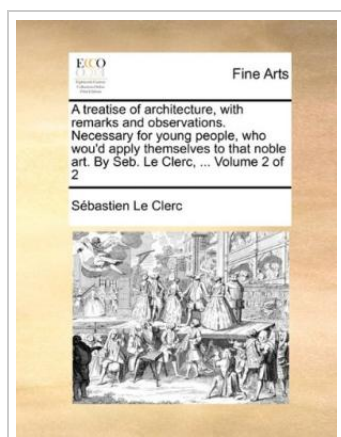 ECCO
Fine Arts
A treatise of architecture, with
remarks and observations.
Necessary for young people, who
wou'd apply themselves to that noble
art. By Seb. Le Clerc, ... Volume 2 of
2
Sébastien Le Clerc